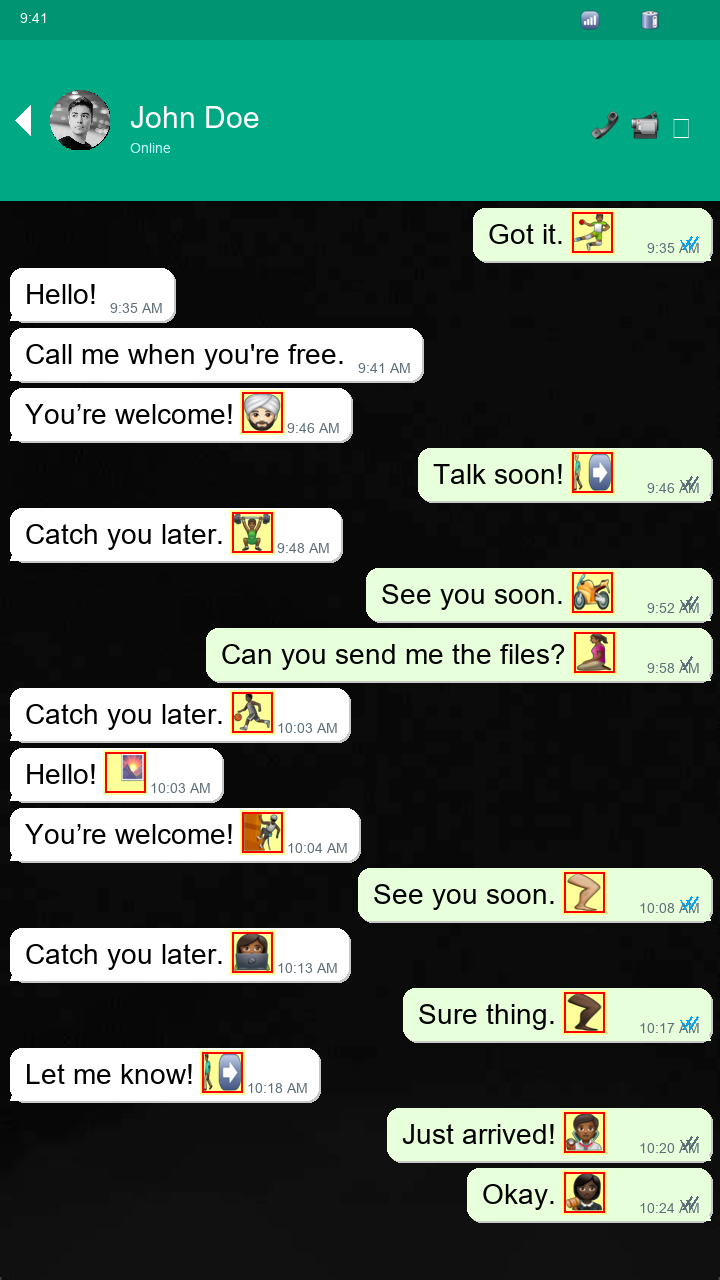 9:41
John Doe
Online
Got it. 9:35 AM
Hello! 9:35 AM
Call me when you're free. 9:41 AM
You’re welcome! 9:46 AM
Talk soon! 9:46 AM
Catch you later. 9:48 AM
See you soon. 9:52 AM
Can you send me the files? 9:58 AM
Catch you later. 10:03 AM
Hello! 10:03 AM
You’re welcome! 10:04 AM
See you soon. 10:08 AM
Catch you later. 10:13 AM
Sure thing. 10:17 AM
Let me know! 10:18 AM
Just arrived! 10:20 AM
Okay. 10:24 AM